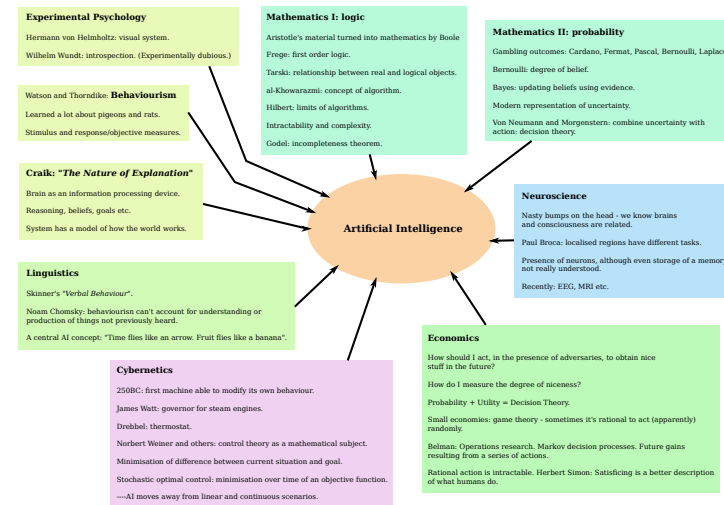 Experimental Psychology
Hermann von Helmholtz: visual system.
Wilhelm Wundt: introspection. (Experimentally dubious.)
Watson and Thorndike: Behaviourism
Learned a lot about pigeons and rats.
Stimulus and response/objective measures.
Craik: "The Nature of Explanation"
Brain as an information processing device.
Reasoning, beliefs, goals etc.
System has a model of how the world works.
Mathematics I: logic
Aristotle's material turned into mathematics by Boole
Frege: first order logic.
Tarski: relationship between real and logical objects.
al-Khowarazmi: concept of algorithm.
Hilbert: limits of algorithms.
Intractability and complexity.
Godel: incompleteness theorem.
Mathematics II: probability
Gambling outcomes: Cardano, Fermat, Pascal, Bernoulli, Laplace
Bernoulli: degree of belief.
Bayes: updating beliefs using evidence.
Modern representation of uncertainty.
Von Neumann and Morgenstern: combine uncertainty with
action: decision theory.
Artificial Intelligence
Neuroscience
Nasty bumps on the head - we know brains
and consciousness are related.
Paul Broca: localised regions have different tasks.
Presence of neurons, although even storage of a memory
not really understood.
Recently: EEG, MRI etc.
Linguistics
Skinner's "Verbal Behaviour".
Noam Chomsky: behaviourism can't account for understanding or
production of things not previously heard.
A central AI concept: "Time flies like an arrow. Fruit flies like a banana".
Cybernetics
250BC: first machine able to modify its own behaviour.
James Watt: governor for steam engines.
Drebbel: thermostat.
Norbert Weiner and others: control theory as a mathematical subject.
Minimisation of difference between current situation and goal.
Stochastic optimal control: minimisation over time of an objective function.
----AI moves away from linear and continuous scenarios.
Economics
How should I act, in the presence of adversaries, to obtain nice
stuff in the future?
How do I measure the degree of niceness?
Probability + Utility = Decision Theory.
Small economies: game theory - sometimes it's rational to act (apparently)
randomly.
Belman: Operations research. Markov decision processes. Future gains
resulting from a series of actions.
Rational action is intractable. Herbert Simon: Satisficing is a better description
of what humans do.